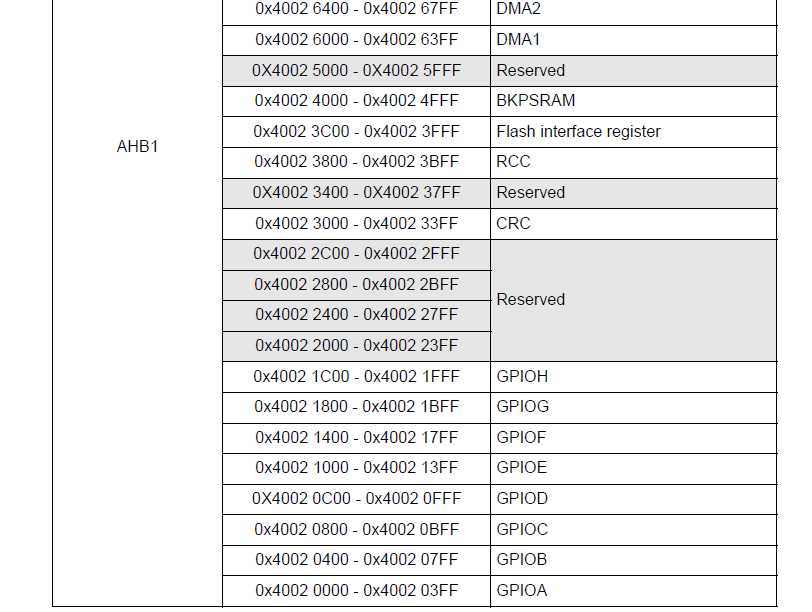 0x4002 6400 - 0x4002 67FF DMA2
0x4002 6000 - 0x4002 63FF DMA1
0X4002 5000 - 0X4002 5FFF Reserved
0x4002 4000 - 0x4002 4FFF BKPSRAM
0x4002 3C00 - 0x4002 3FFF Flash interface register
AHB1
0x4002 3800 - 0x4002 3BFF RCC
0X4002 3400 - 0X4002 37FF Reserved
0x4002 3000 - 0x4002 33FF CRC
0x4002 2C00 - 0x4002 2FFF
0x4002 2800 - 0x4002 2BFF
Reserved
0x4002 2400 - 0x4002 27FF
0x4002 2000 - 0x4002 23FF
0x4002 1C00 - 0x4002 1FFF GPIOH
0x4002 1800 - 0x4002 1BFF GPIOG
0x4002 1400 - 0x4002 17FF GPIOF
0x4002 1000 - 0x4002 13FF GPIOE
0X4002 0C00 - 0x4002 0FFF GPIOD
0x4002 0800 - 0x4002 0BFF GPIOC
0x4002 0400 - 0x4002 07FF GPIOB
0x4002 0000 - 0x4002 03FF GPIOA